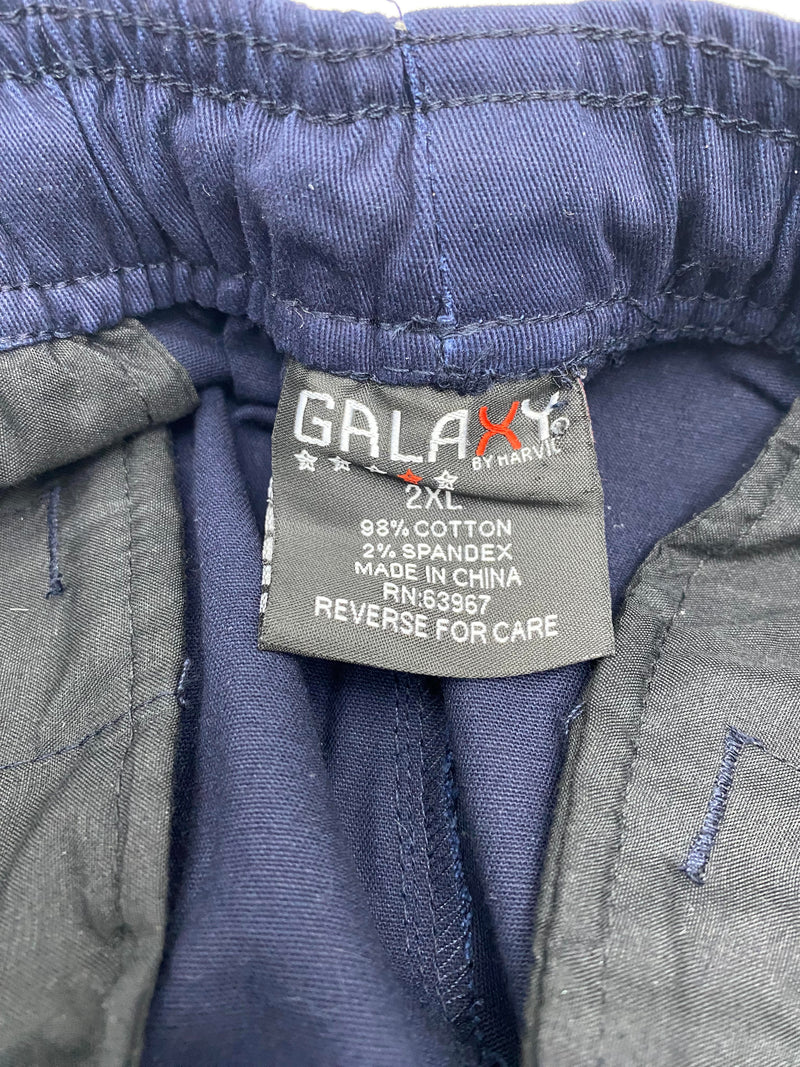 GALAXY
BY HARVIC
2XL
98% COTTON
2% SPANDEX
MADE IN CHINA
RN:63967
REVERSE FOR CARE